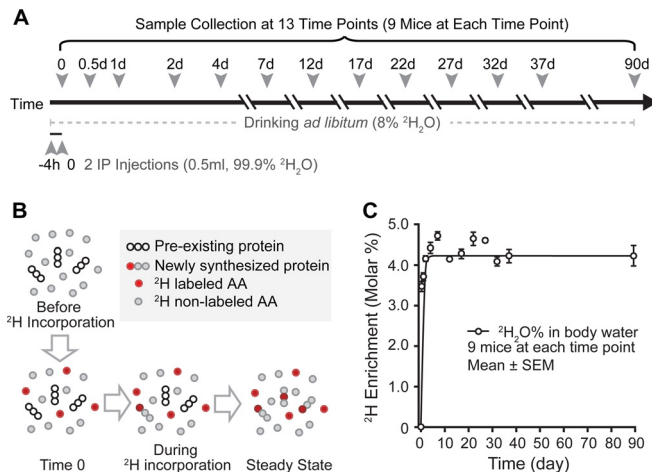 A
Sample Collection at 13 Time Points (9 Mice at Each Time Point)
0 0.5d 1d 2d 4d 7d 12d 17d 22d 27d 32d 37d 90d
Time
Drinking ad libitum (8% ²H₂O)
-4h 0 2 IP Injections (0.5ml, 99.9% ²H₂O)
B
Pre-existing protein
Newly synthesized protein
²H labeled AA
²H non-labeled AA
Before
²H Incorporation
Time 0
During
²H incorporation
Steady State
C
²H Enrichment (Molar %)
5.0
4.0
3.0
2.0
1.0
0
²H₂O% in body water
9 mice at each time point
Mean ± SEM
0 10 20 30 40 50 60 70 80 90
Time (day)